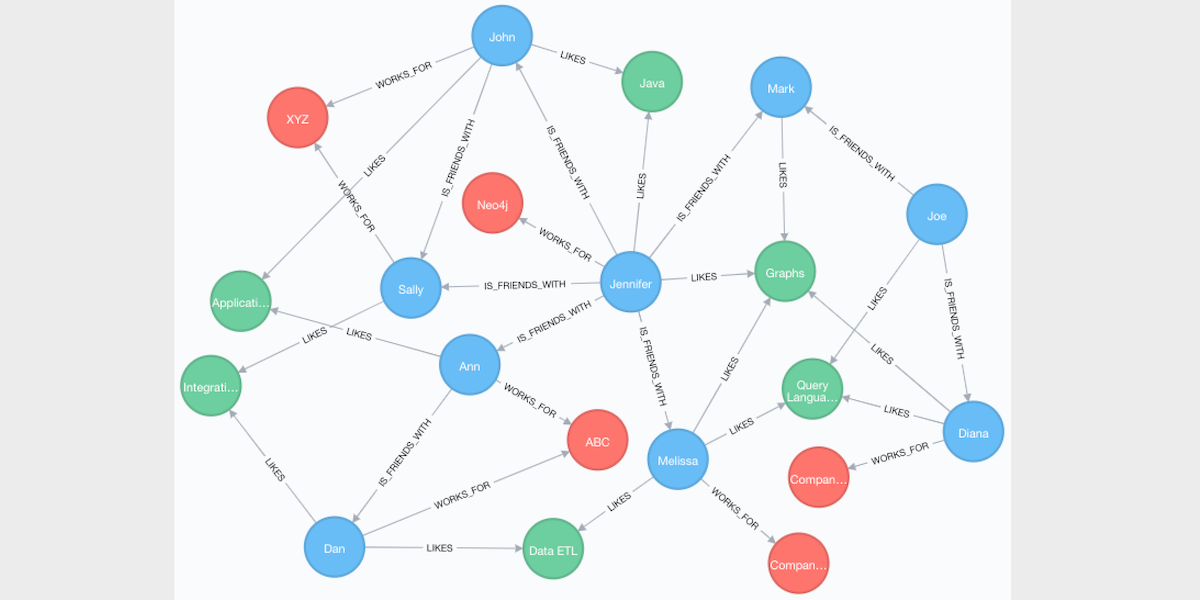 John
LIKES
Java
WORKS_FOR
Mark
XYZ
IS_FRIENDS_WITH
IS_FRIENDS_WITH
IS_FRIENDS_WITH
LIKES
LIKES
LIKES
IS_FRIENDS_WITH
WORKS_FOR
Neo4j
Joe
WORKS_FOR
Graphs
LIKES
Jennifer
IS_FRIENDS_WITH
Sally
Applicati...
LIKES
IS_FRIENDS_WITH
IS_FRIENDS_WITH
LIKES
LIKES
IS_FRIENDS_WITH
LIKES
Ann
LIKES
Integrati...
Query
Langua...
WORKS_FOR
LIKES
LIKES
Diana
ABC
IS_FRIENDS_WITH
WORKS_FOR
Melissa
LIKES
Compan...
WORKS_FOR
LIKES
WORKS_FOR
Dan
LIKES
Data ETL
Compan...